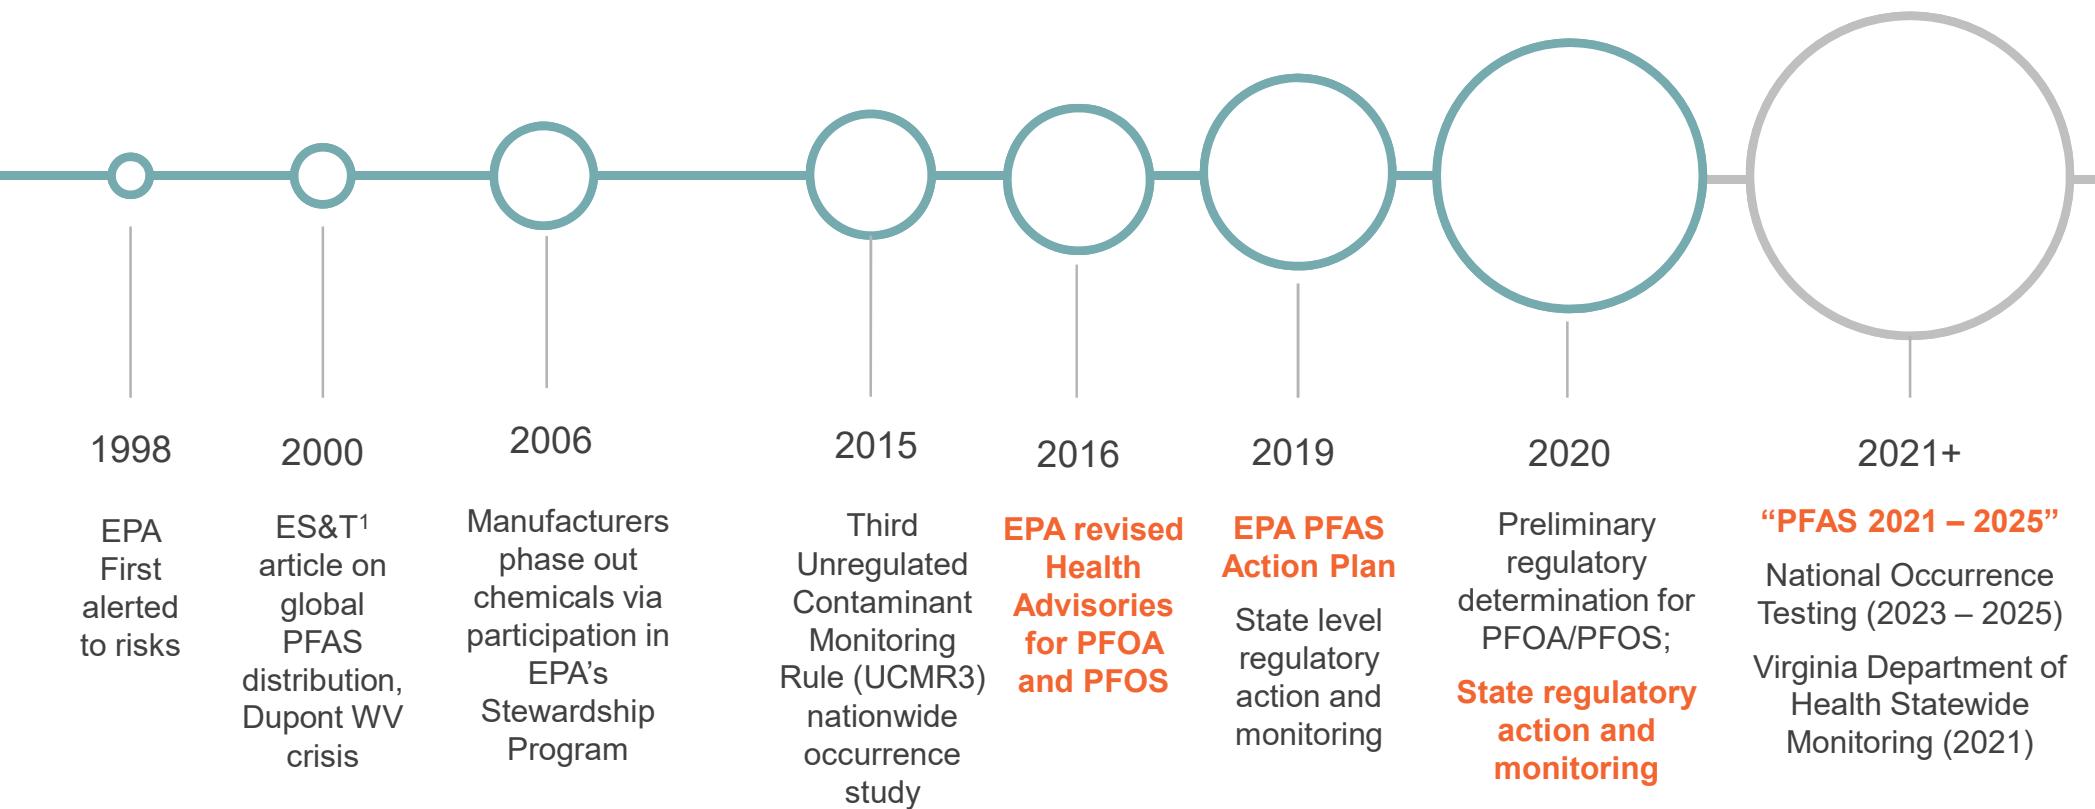 1998
EPA
First
alerted
to risks
2000
ES&T¹
article on
global
PFAS
distribution,
Dupont WV
crisis
2006
Manufacturers
phase out
chemicals via
participation in
EPA’s
Stewardship
Program
2015
Third
Unregulated
Contaminant
Monitoring
Rule (UCMR3)
nationwide
occurrence
study
2016
EPA revised
Health
Advisories
for PFOA
and PFOS
2019
EPA PFAS
Action Plan
State level
regulatory
action and
monitoring
2020
Preliminary
regulatory
determination for
PFOA/PFOS;
State regulatory
action and
monitoring
2021+
“PFAS 2021 – 2025”
National Occurrence
Testing (2023 – 2025)
Virginia Department of
Health Statewide
Monitoring (2021)